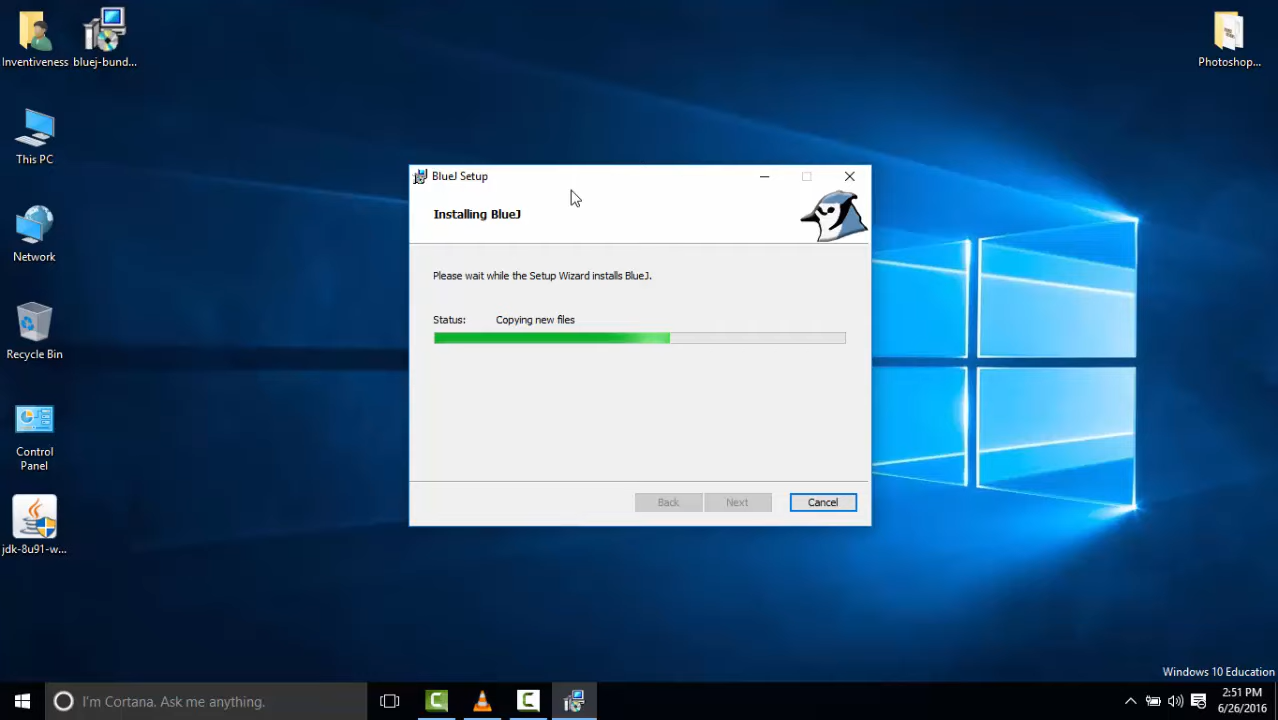 Inventiveness
bluej-bund...
Photoshop...
This PC
Network
Recycle Bin
Control
Panel
jdk-8u91-w...
BlueJ Setup
Installing BlueJ
Please wait while the Setup Wizard installs BlueJ.
Status: Copying new files
Back Next Cancel
Windows 10 Education
I'm Cortana. Ask me anything.
2:51 PM
6/26/2016